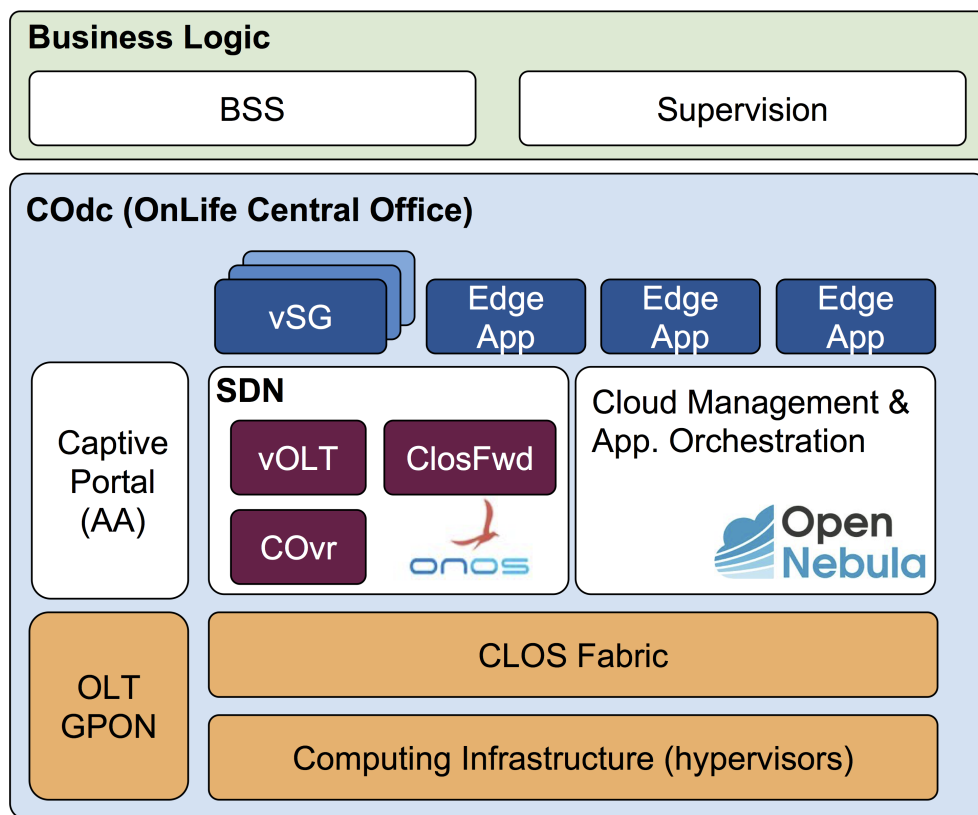 Business Logic
BSS
Supervision
COdc (OnLife Central Office)
vSG
Edge
App
Edge
App
Edge
App
Captive
Portal
(AA)
SDN
vOLT
ClosFwd
COvr
onos
Cloud Management &
App. Orchestration
Open
Nebula
OLT
GPON
CLOS Fabric
Computing Infrastructure (hypervisors)